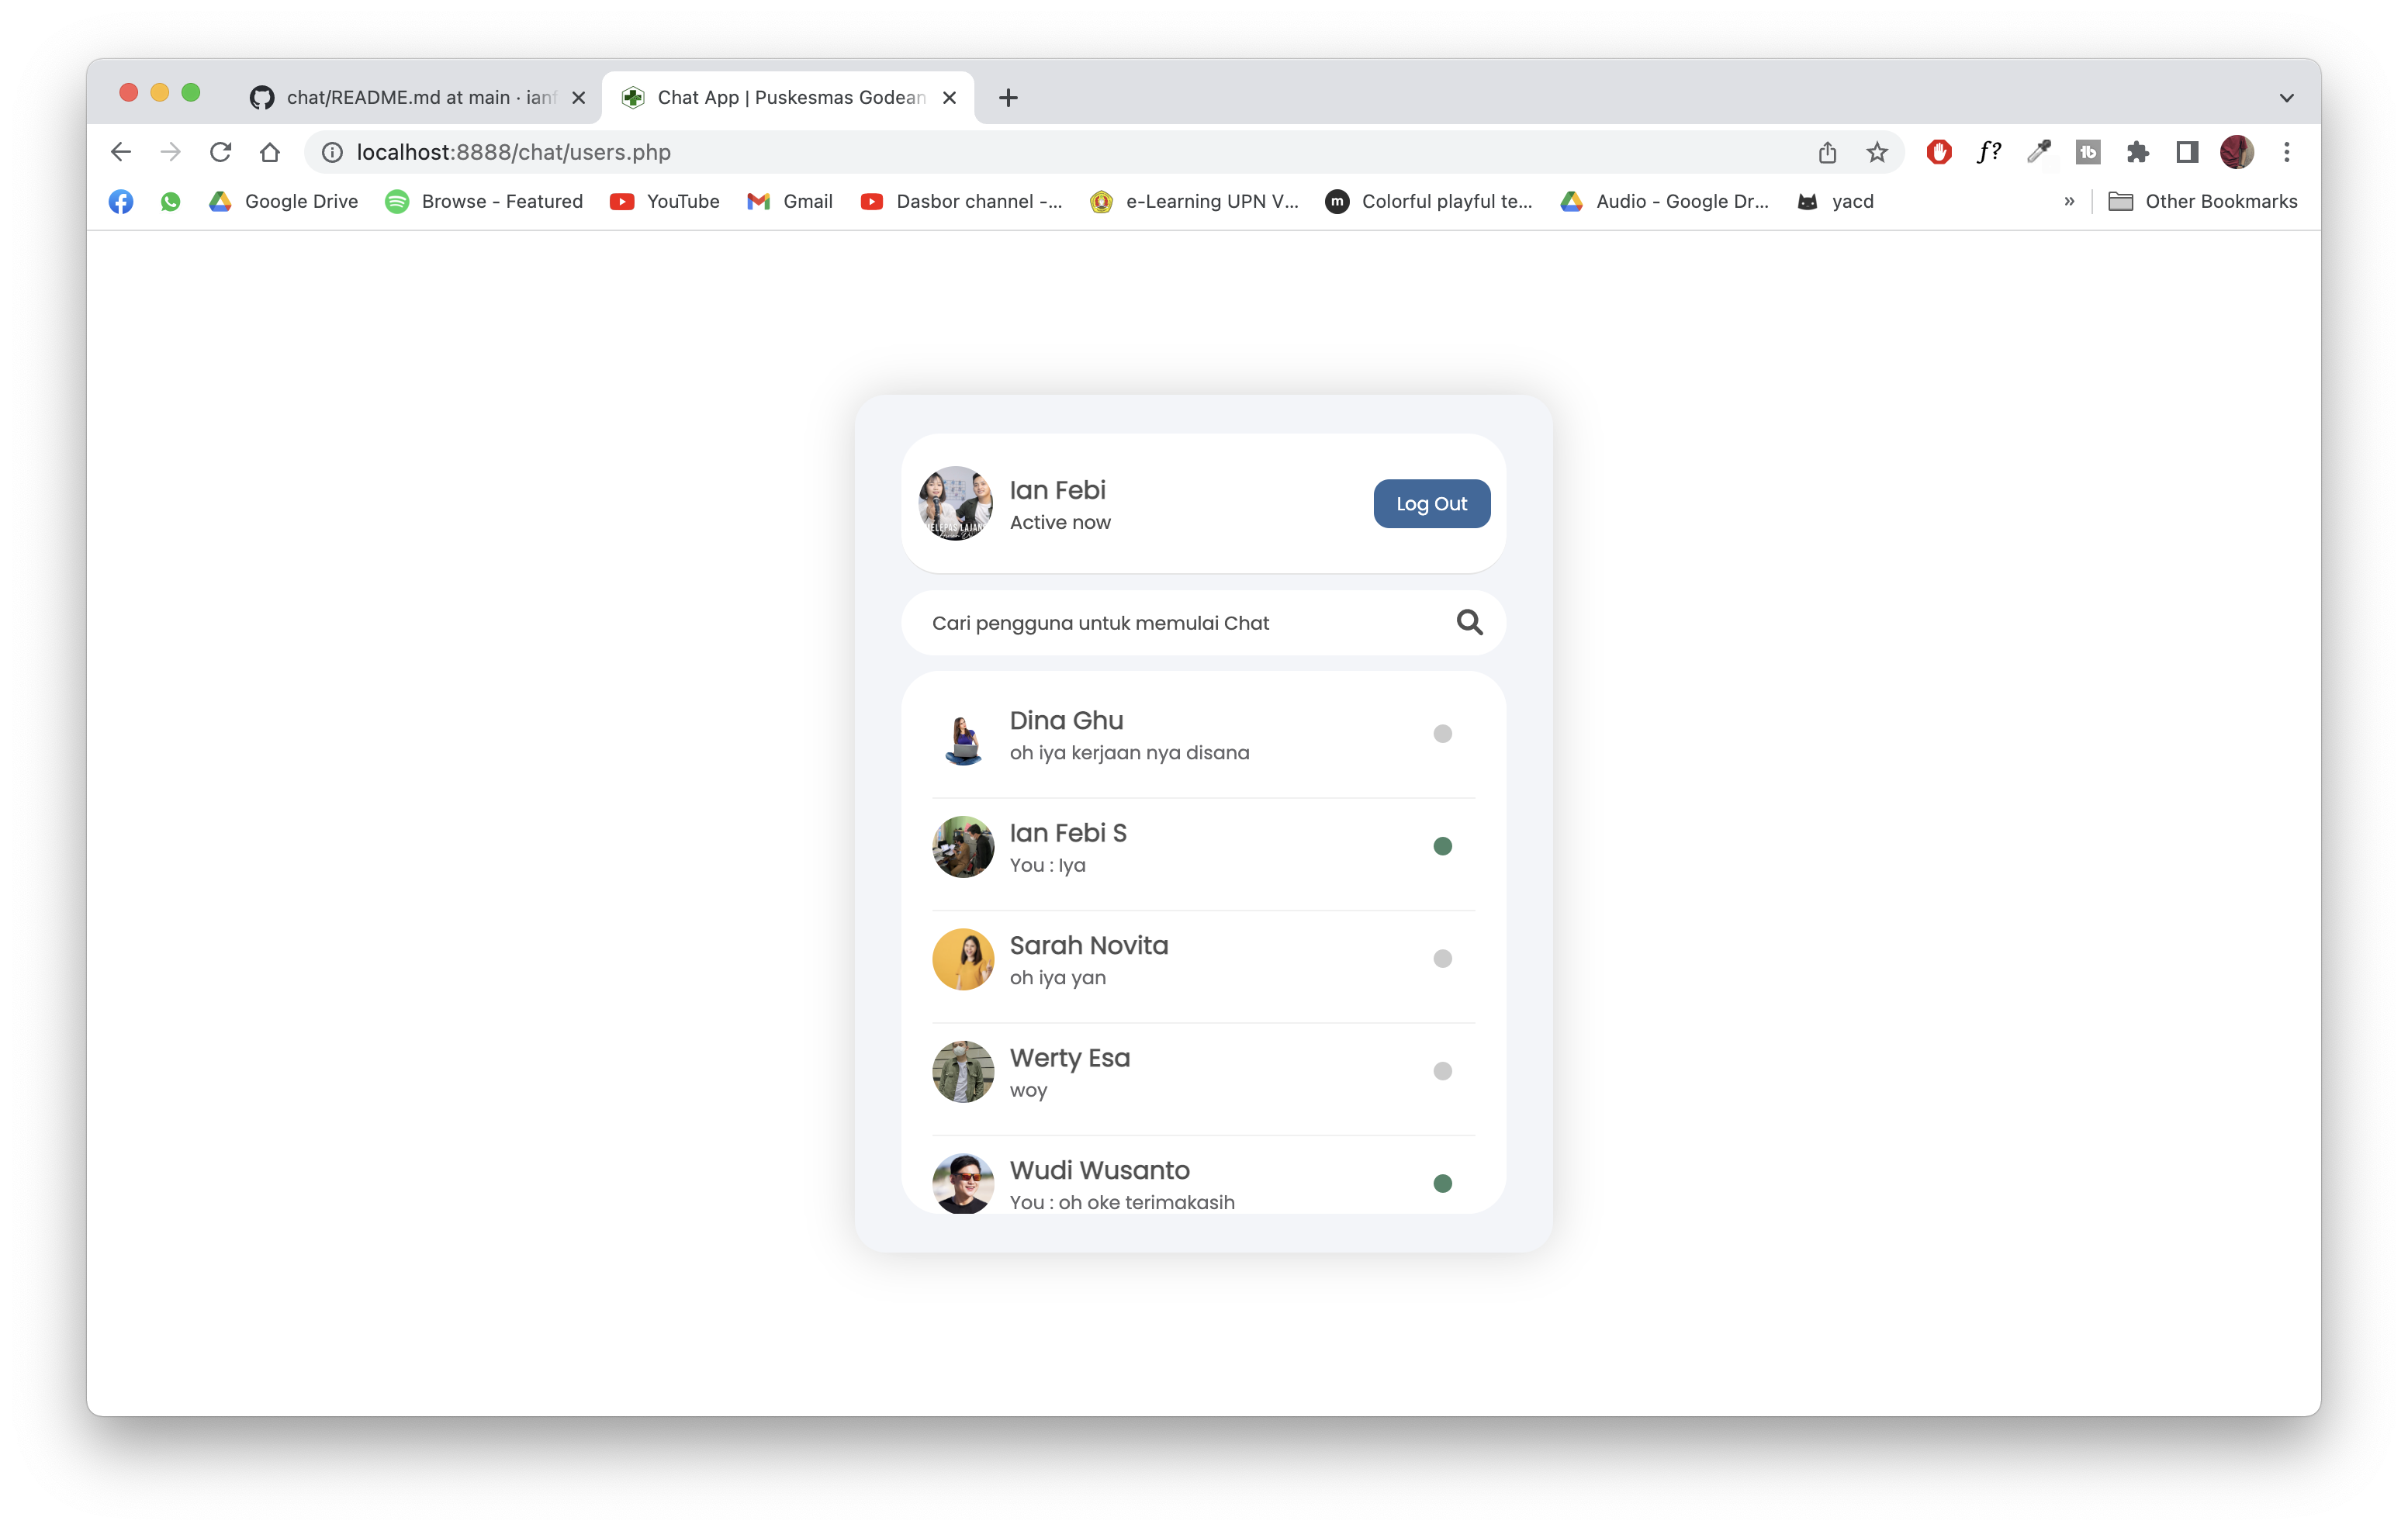 chat/README.md at main · ianf
Chat App | Puskesmas Godean
localhost:8888/chat/users.php
f?
tb
Google Drive
Browse - Featured
YouTube
Gmail
Dasbor channel -...
e-Learning UPN V...
m
Colorful playful te...
Audio - Google Dr...
yacd
»
Other Bookmarks
Ian Febi
Active now
Log Out
Cari pengguna untuk memulai Chat
Dina Ghu
oh iya kerjaan nya disana
Ian Febi S
You : Iya
Sarah Novita
oh iya yan
Werty Esa
woy
Wudi Wusanto
You : oh oke terimakasih